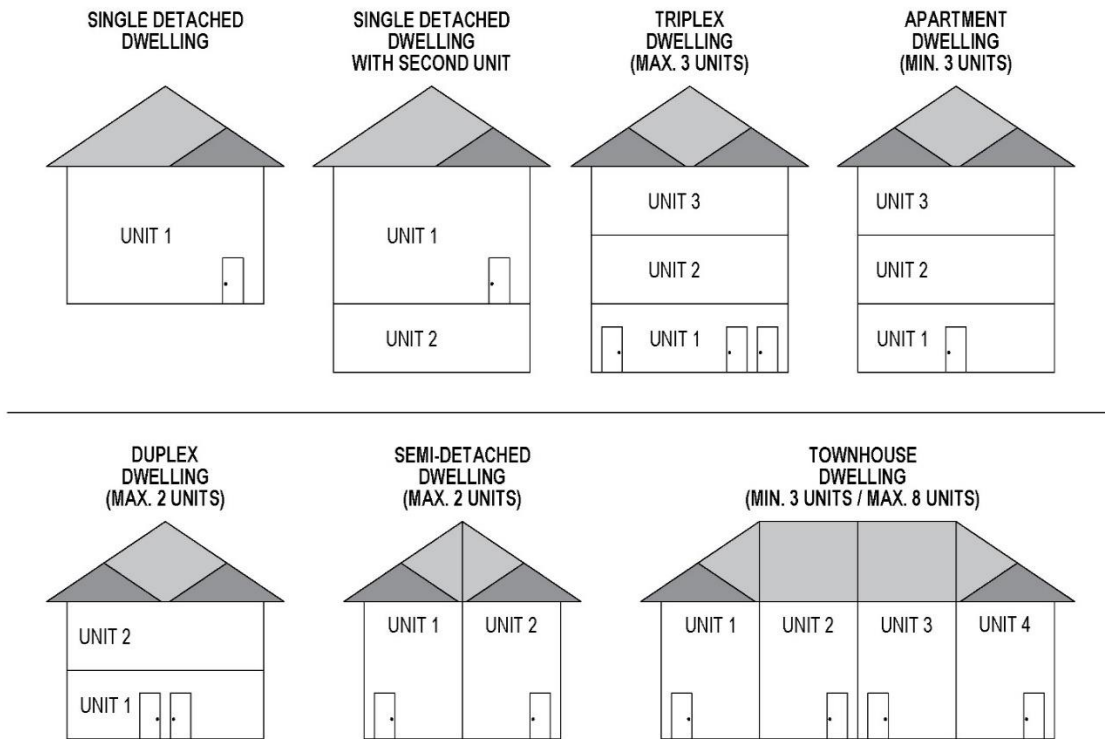 SINGLE DETACHED
DWELLING
SINGLE DETACHED
DWELLING
WITH SECOND UNIT
TRIPLEX
DWELLING
(MAX. 3 UNITS)
APARTMENT
DWELLING
(MIN. 3 UNITS)
UNIT 1
UNIT 1
UNIT 2
UNIT 3
UNIT 2
UNIT 1
UNIT 3
UNIT 2
UNIT 1
DUPLEX
DWELLING
(MAX. 2 UNITS)
SEMI-DETACHED
DWELLING
(MAX. 2 UNITS)
TOWNHOUSE
DWELLING
(MIN. 3 UNITS / MAX. 8 UNITS)
UNIT 2
UNIT 1
UNIT 1
UNIT 2
UNIT 1
UNIT 2
UNIT 3
UNIT 4